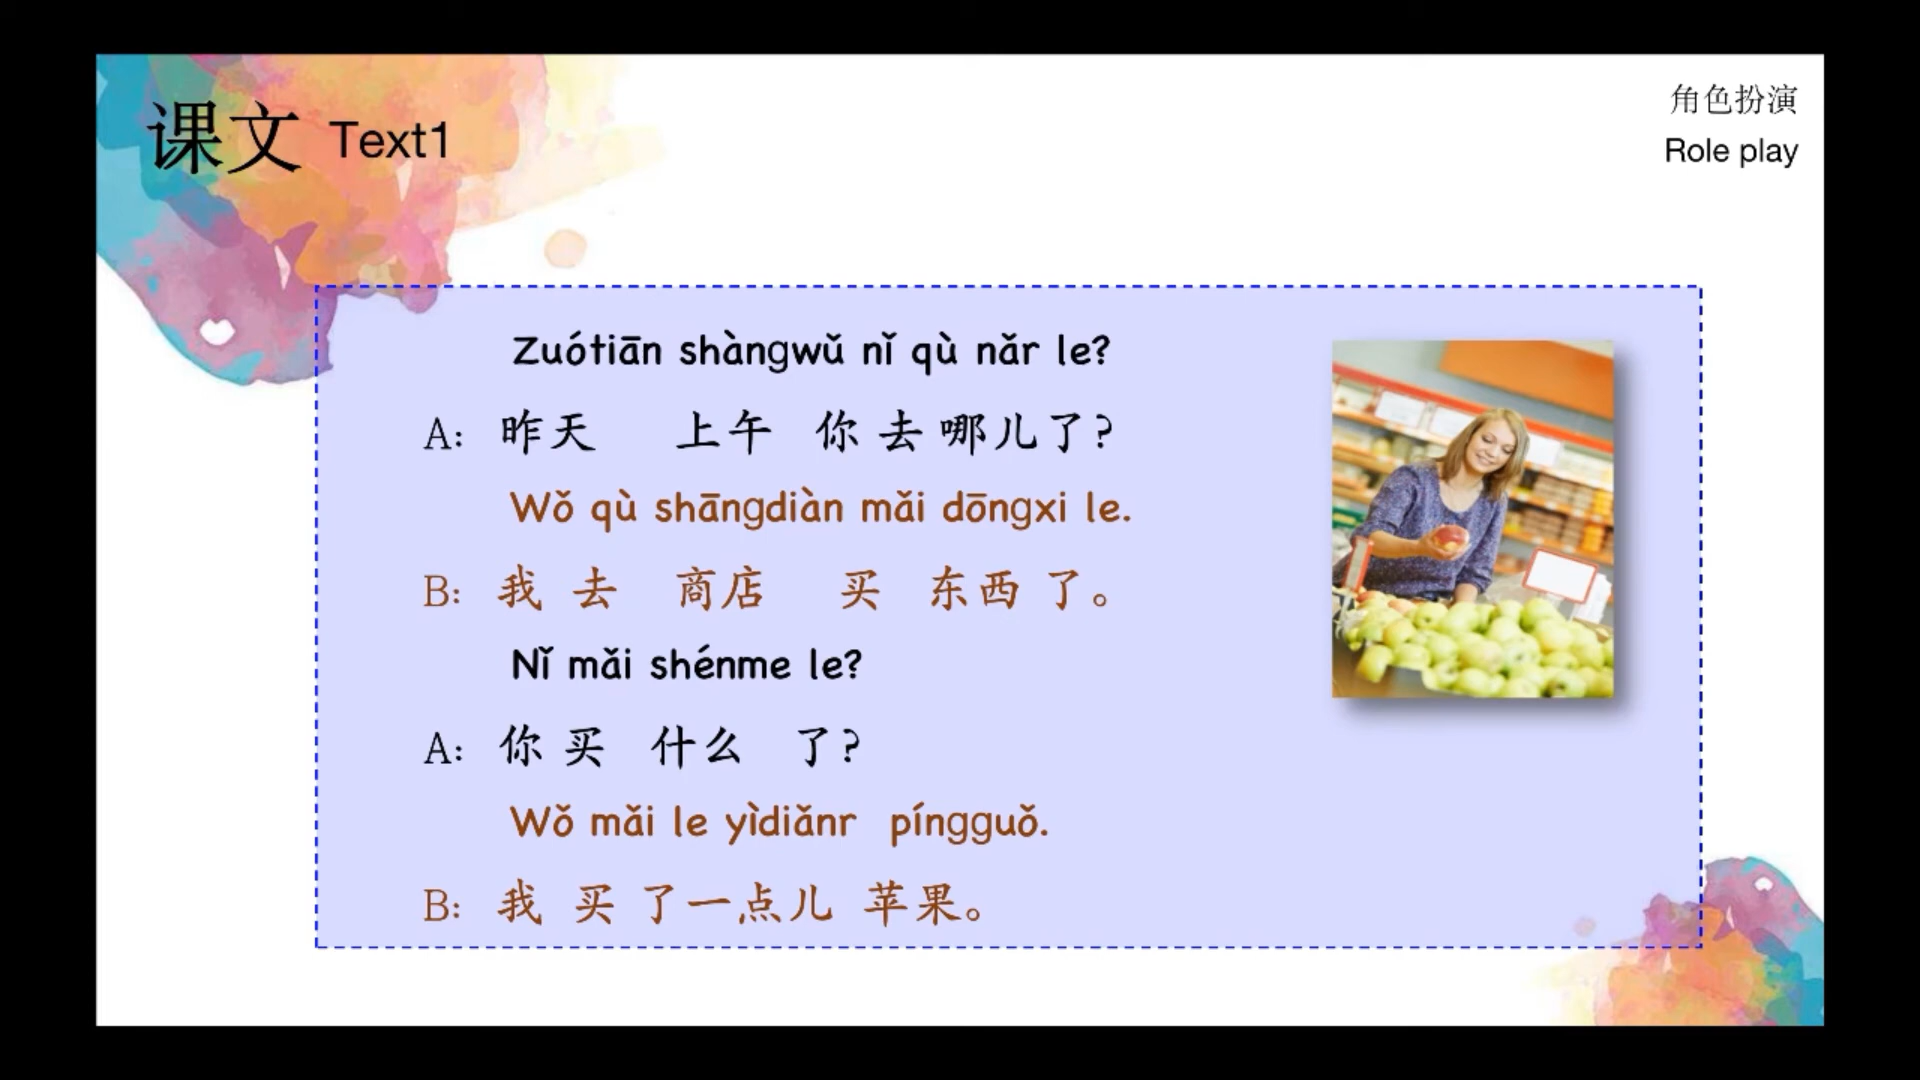 课文 Text1
角色扮演
Role play
Zuótiān shàngwǔ nǐ qù nǎr le?
A: 昨天 上午 你 去 哪儿了?
Wǒ qù shāngdiàn mǎi dōngxi le.
B: 我 去 商店 买 东西 了。
Nǐ mǎi shénme le?
A: 你 买 什么 了?
Wǒ mǎi le yìdiǎnr píngguǒ.
B: 我 买 了一点儿 苹果。